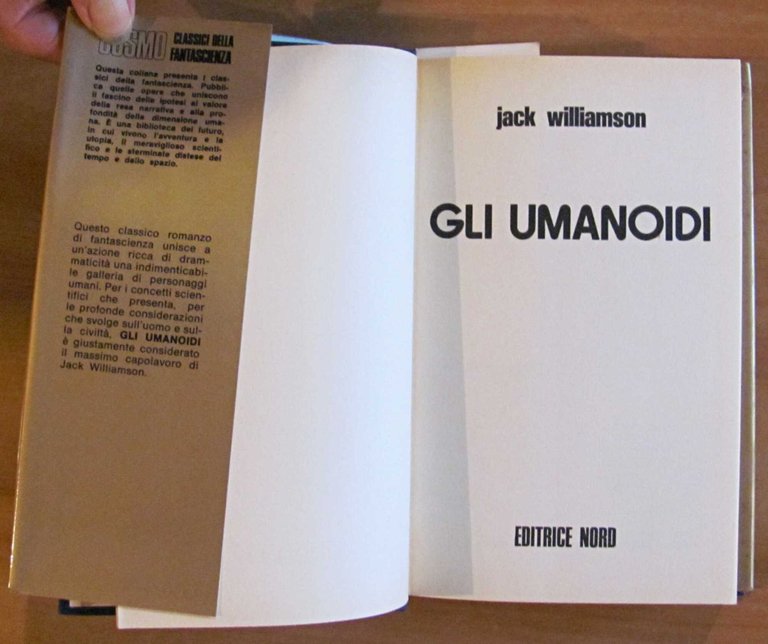 COSMO CLASSICI DELLA
FANTASCIENZA
Questa collana presenta i clas-
sici della fantascienza. Pubbli-
ca quelle opere che uniscono
il fascino delle ipotesi al valore
della resa narrativa e alla pro-
fondità della dimensione uma-
na. È una biblioteca del futuro,
in cui vivono l'avventura e la
utopia, il meraviglioso scienti-
fico e le sterminate distese del
tempo e dello spazio.
Questo classico romanzo
di fantascienza unisce a
un'azione ricca di dram-
maticità una indimenticabi-
le galleria di personaggi
umani. Per i concetti scien-
tifici che presenta, per
le profonde considerazioni
che svolge sull'uomo e sul-
la civiltà, GLI UMANOIDI
è giustamente considerato
il massimo capolavoro di
Jack Williamson.
jack williamson
GLI UMANOIDI
EDITRICE NORD